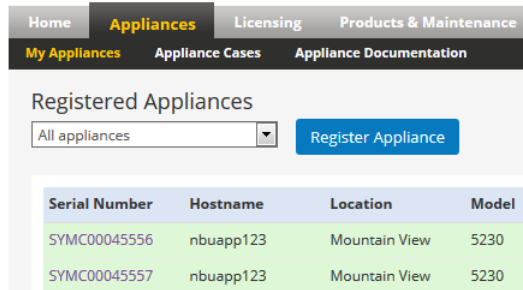 Home Appliances Licensing Products & Maintenance
My Appliances Appliance Cases Appliance Documentation
Registered Appliances
All appliances Register Appliance
Serial Number Hostname Location Model
SYMC00045556 nbuapp123 Mountain View 5230
SYMC00045557 nbuapp123 Mountain View 5230